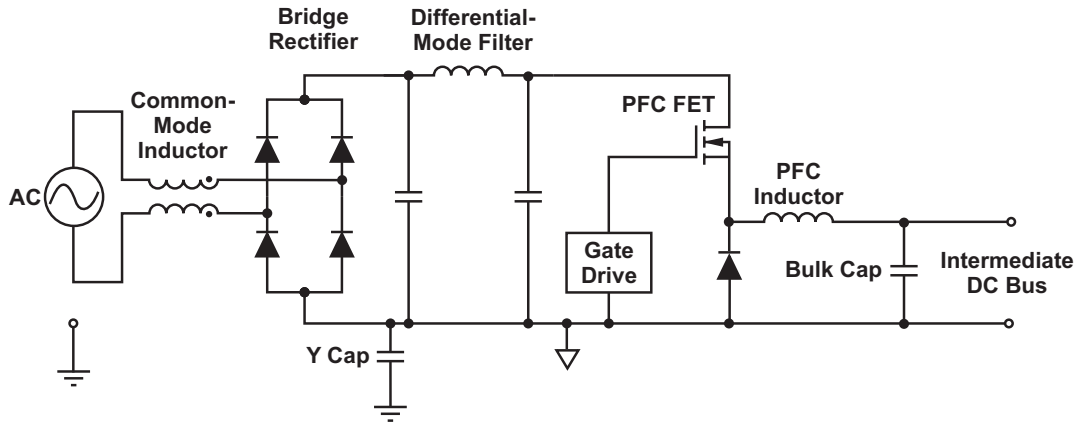 Bridge
Rectifier
Differential-
Mode Filter
Common-
Mode
Inductor
PFC FET
PFC
Inductor
AC
Gate
Drive
Bulk Cap
Intermediate
DC Bus
Y Cap